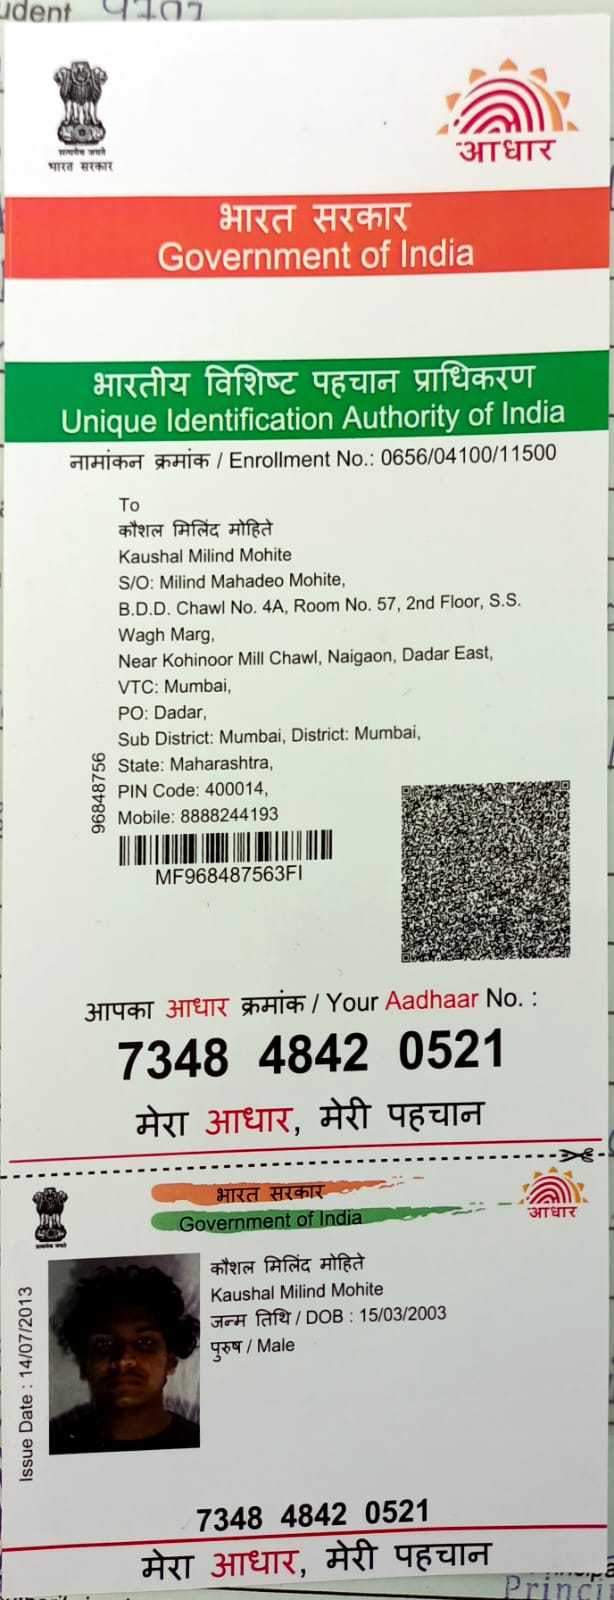 udent 9707
सत्यमेव जयते
भारत सरकार
आधार
भारत सरकार
Government of India
भारतीय विशिष्ट पहचान प्राधिकरण
Unique Identification Authority of India
नामांकन क्रमांक / Enrollment No.: 0656/04100/11500
To
कौशल मिलिंद मोहिते
Kaushal Milind Mohite
S/O: Milind Mahadeo Mohite,
B.D.D. Chawl No. 4A, Room No. 57, 2nd Floor, S.S.
Wagh Marg,
Near Kohinoor Mill Chawl, Naigaon, Dadar East,
VTC: Mumbai,
PO: Dadar,
Sub District: Mumbai, District: Mumbai,
State: Maharashtra,
PIN Code: 400014,
Mobile: 8888244193
96848756
MF968487563FI
आपका आधार क्रमांक / Your Aadhaar No. :
7348 4842 0521
मेरा आधार, मेरी पहचान
भारत सरकार
Government of India
आधार
कौशल मिलिंद मोहिते
Kaushal Milind Mohite
जन्म तिथि / DOB : 15/03/2003
पुरुष / Male
Issue Date : 14/07/2013
7348 4842 0521
मेरा आधार, मेरी पहचान
Princi